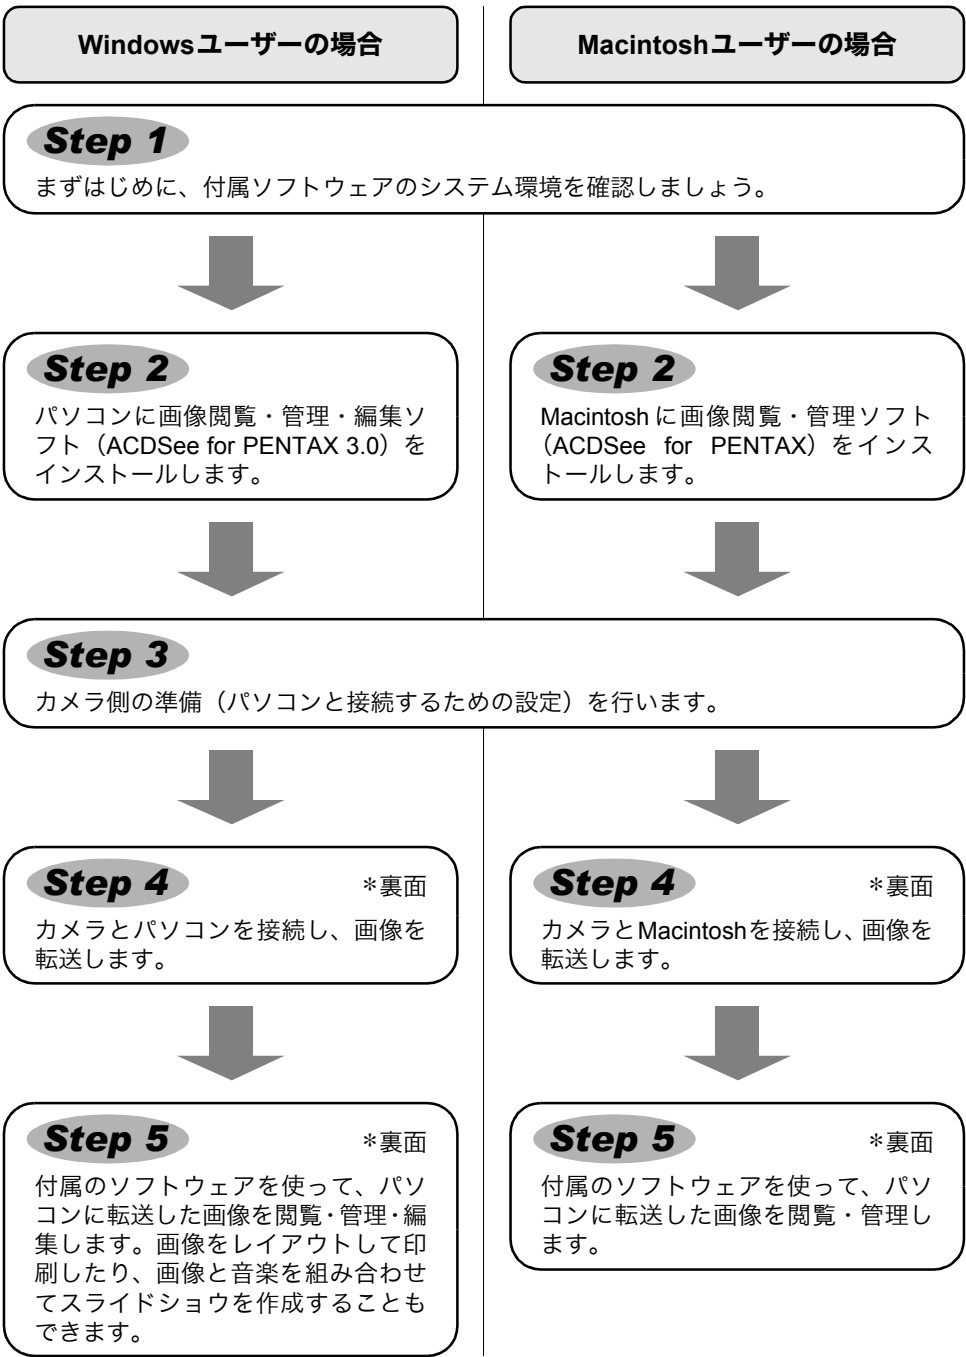 Windowsユーザーの場合
Macintoshユーザーの場合
Step 1
まずはじめに、付属ソフトウェアのシステム環境を確認しましょう。
Step 2
パソコンに画像閲覧・管理・編集ソ
フト（ACDSee for PENTAX 3.0）を
インストールします。
Step 2
Macintosh に画像閲覧・管理ソフト
（ACDSee for PENTAX）をインス
トールします。
Step 3
カメラ側の準備（パソコンと接続するための設定）を行います。
Step 4 ＊裏面
カメラとパソコンを接続し、画像を
転送します。
Step 4 ＊裏面
カメラとMacintoshを接続し、画像を
転送します。
Step 5 ＊裏面
付属のソフトウェアを使って、パソ
コンに転送した画像を閲覧・管理・編
集します。画像をレイアウトして印
刷したり、画像と音楽を組み合わせ
てスライドショウを作成することも
できます。
Step 5 ＊裏面
付属のソフトウェアを使って、パソ
コンに転送した画像を閲覧・管理し
ます。